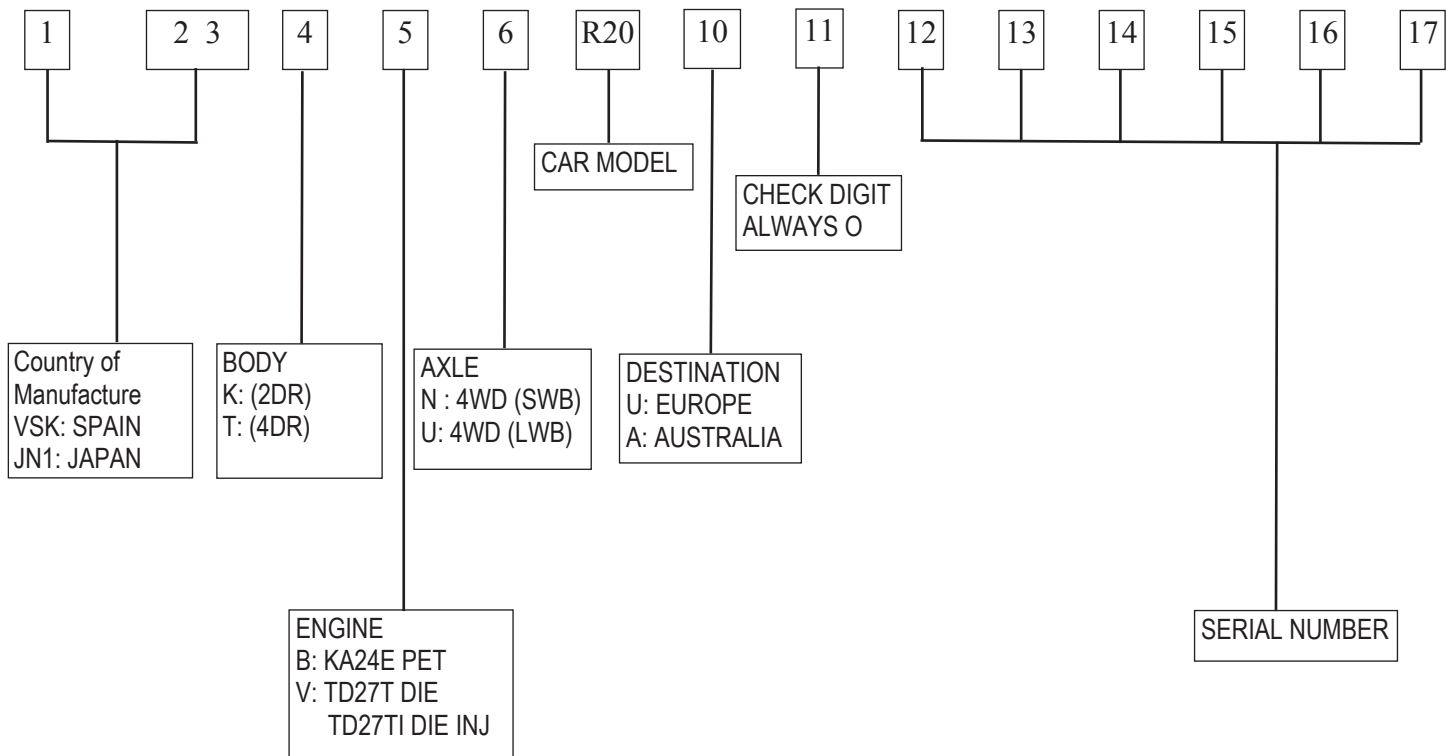 1 2 3 4 5 6 R20 10 11 12 13 14 15 16 17
CAR MODEL
CHECK DIGIT
ALWAYS O
Country of
Manufacture
VSK: SPAIN
JN1: JAPAN
BODY
K: (2DR)
T: (4DR)
AXLE
N : 4WD (SWB)
U: 4WD (LWB)
DESTINATION
U: EUROPE
A: AUSTRALIA
ENGINE
B: KA24E PET
V: TD27T DIE
TD27TI DIE INJ
SERIAL NUMBER